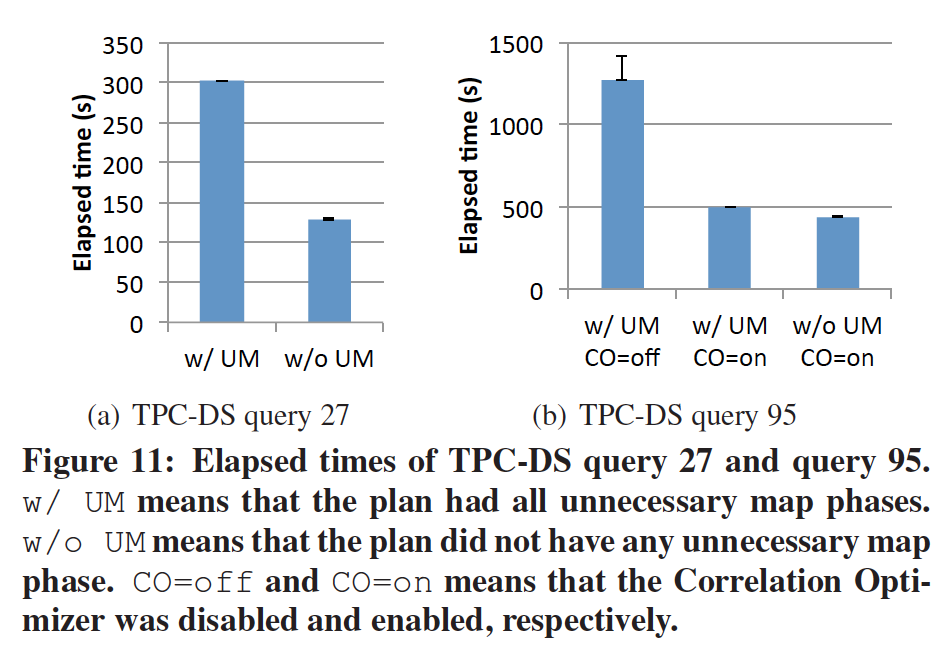 350
300
250
200
150
100
50
0
Elapsed time (s)
w/ UM w/o UM
(a) TPC-DS query 27
1500
1000
500
0
Elapsed time (s)
w/ UM w/ UM w/o UM
CO=off CO=on CO=on
(b) TPC-DS query 95
Figure 11: Elapsed times of TPC-DS query 27 and query 95.
w/ UM means that the plan had all unnecessary map phases.
w/o UM means that the plan did not have any unnecessary map
phase. CO=off and CO=on means that the Correlation Opti-
mizer was disabled and enabled, respectively.